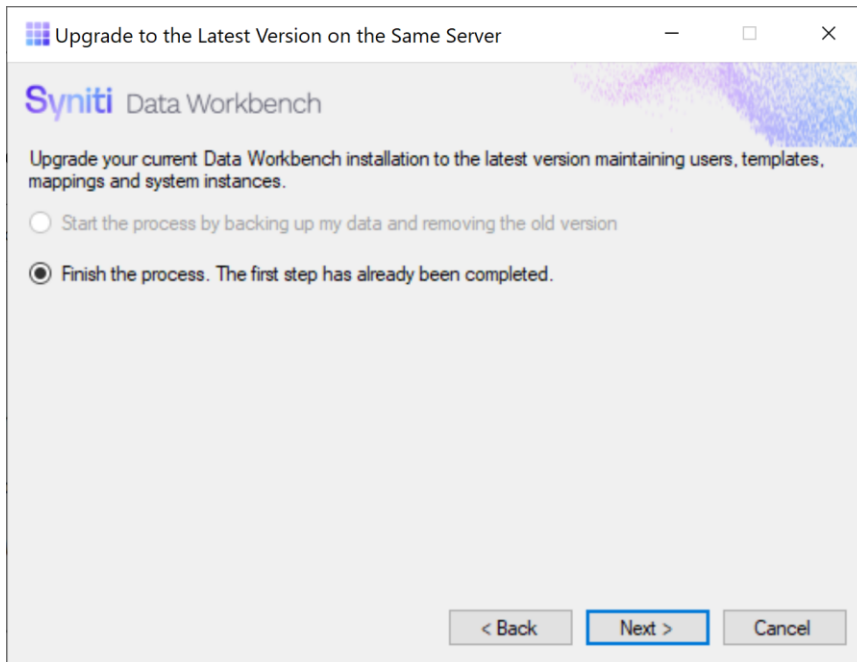 Upgrade to the Latest Version on the Same Server
Syniti Data Workbench
Upgrade your current Data Workbench installation to the latest version maintaining users, templates,
mappings and system instances.
Start the process by backing up my data and removing the old version
Finish the process. The first step has already been completed.
< Back Next > Cancel